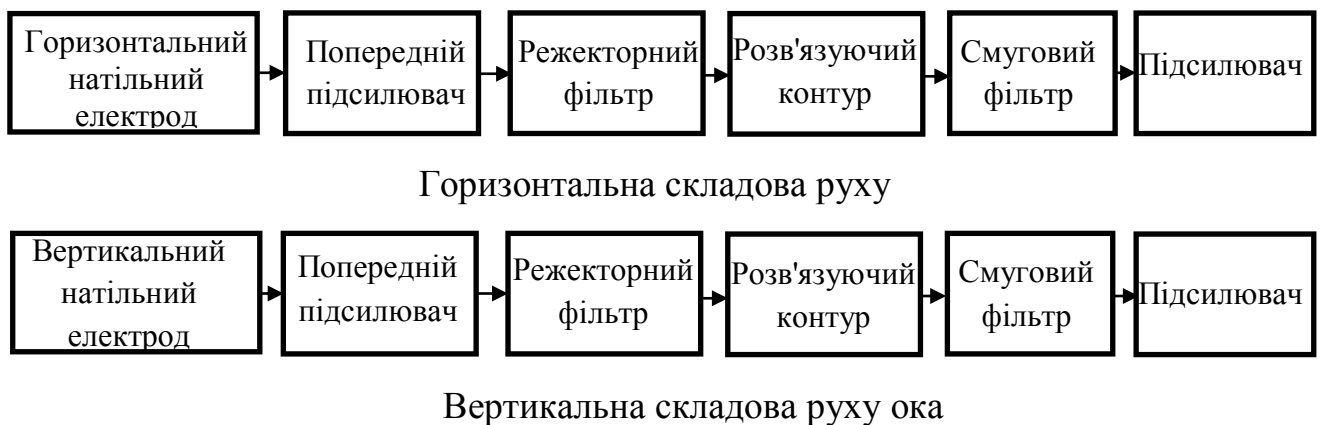 Горизонтальний
натільний
електрод
Попередній
підсилювач
Режекторний
фільтр
Розв'язуючий
контур
Смуговий
фільтр
Підсилювач
Горизонтальна складова руху
Вертикальний
натільний
електрод
Попередній
підсилювач
Режекторний
фільтр
Розв'язуючий
контур
Смуговий
фільтр
Підсилювач
Вертикальна складова руху ока